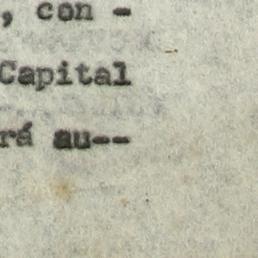 , con -
Capital
rá au--